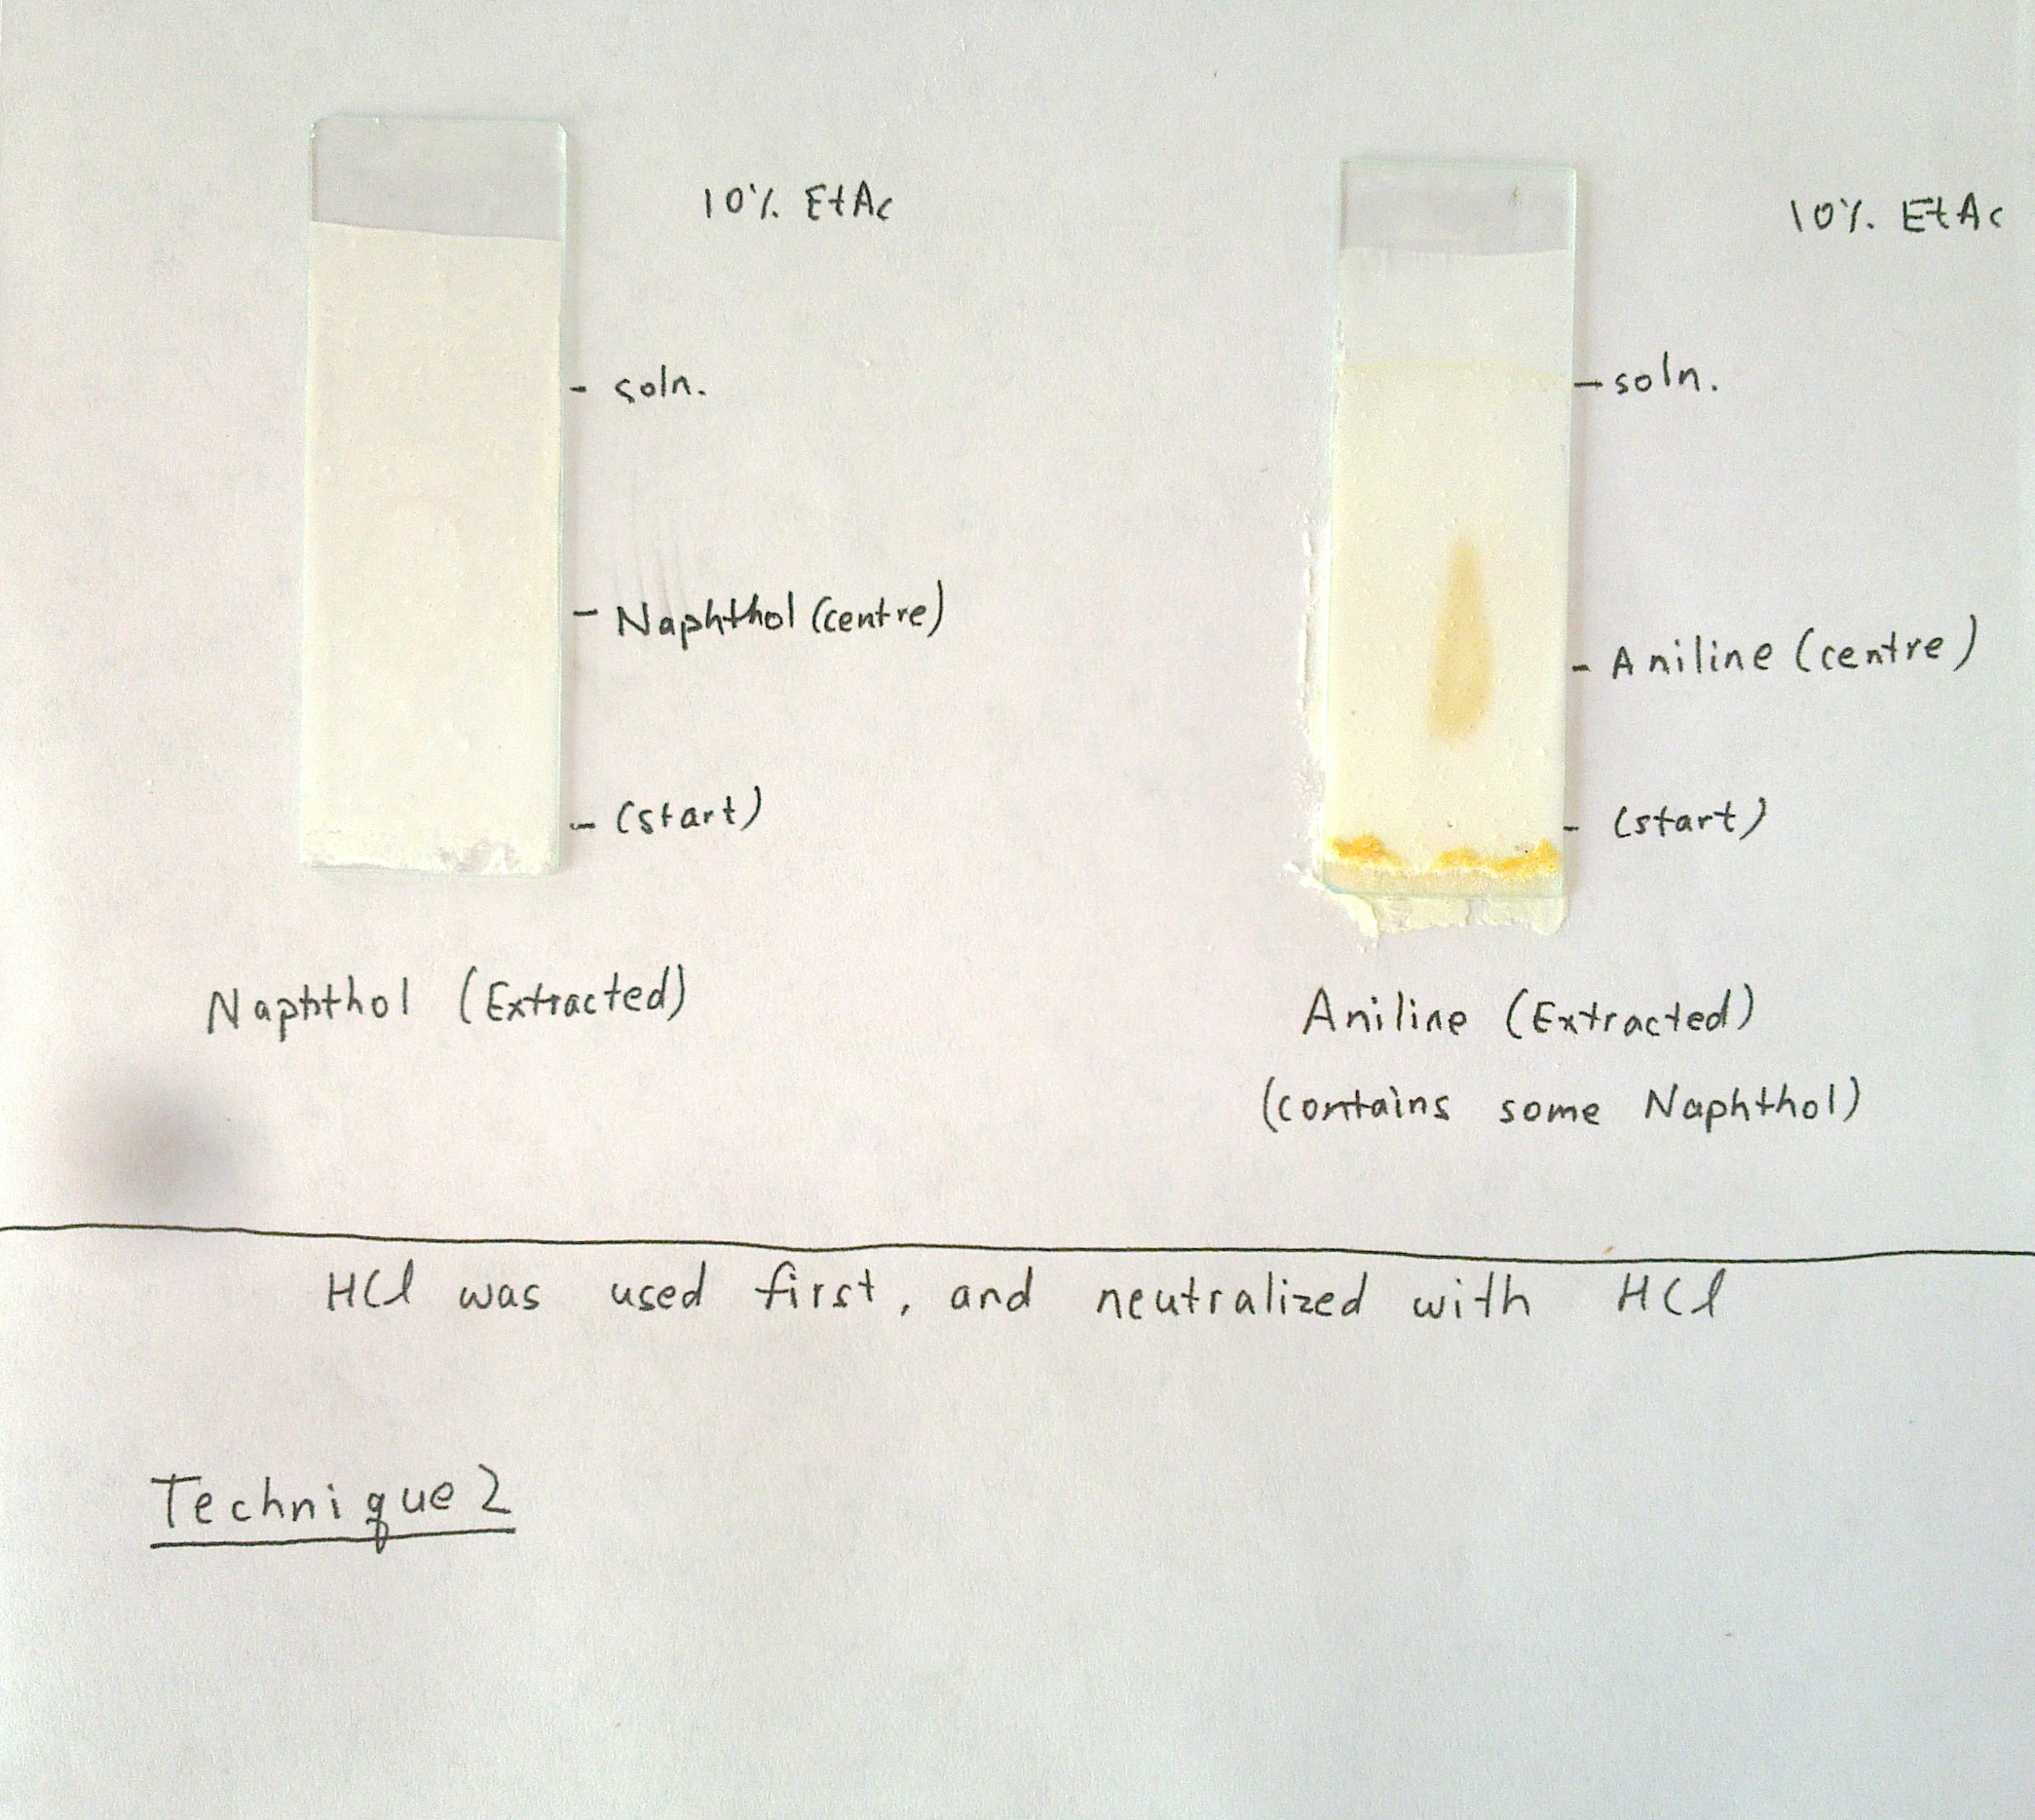 10% EtAc
- soln.
- Naphthol (centre)
- (start)
Naphthol (Extracted)
10% EtAc
- soln.
- Aniline (centre)
- (start)
Aniline (Extracted)
(contains some Naphthol)
HCl was used first, and neutralized with HCl
Technique 2